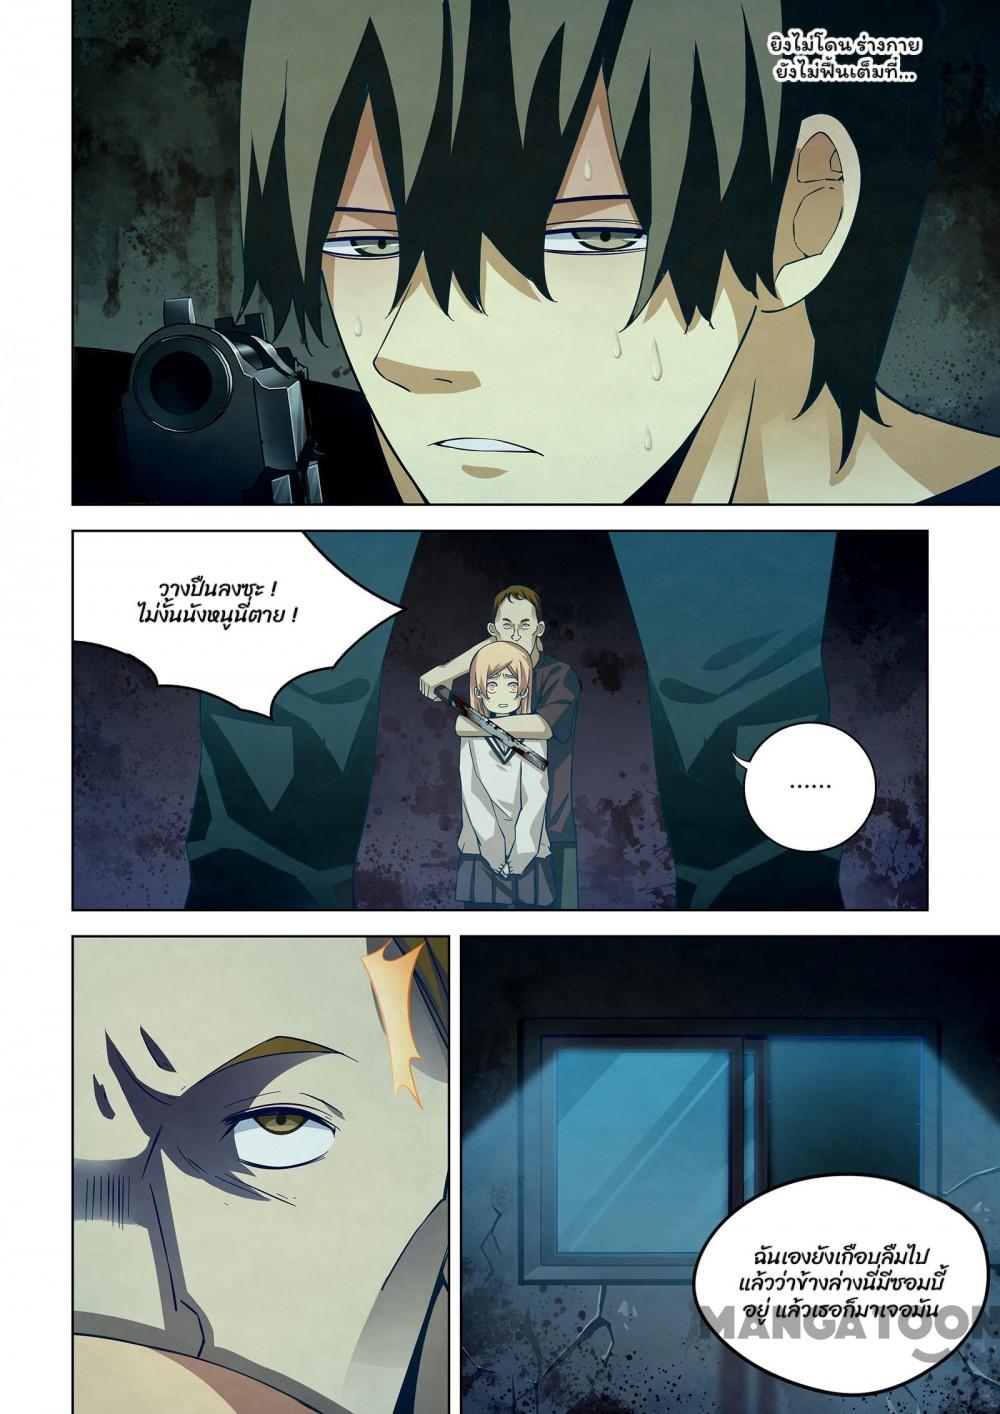 ยิงไม่โดน ร่างกาย
ยังไม่ฟื้นเต็มที่...
วางปืนลงซะ !
ไม่งั้นนังหนูนี่ตาย !
......
ฉันเองยังเกือบลืมไป
แล้วว่าข้างล่างนี่มีซอมบี้
อยู่ แล้วเธอก็มาเจอมัน
MANGATOON